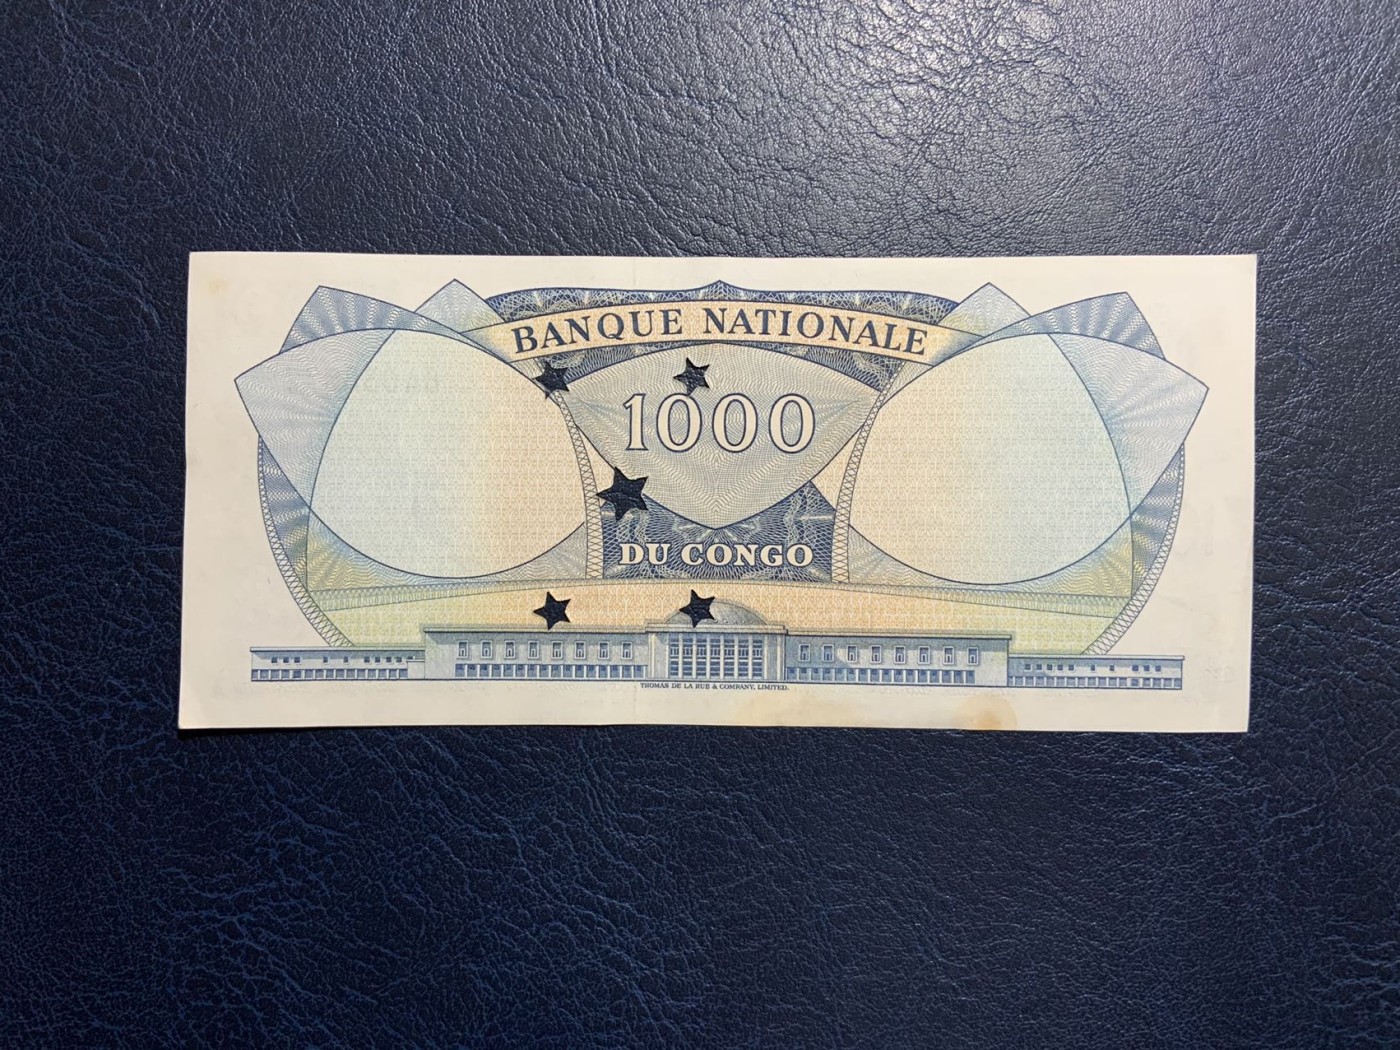 BANQUE NATIONALE
1000
DU CONGO
THOMAS DE LA RUE & COMPANY, LIMITED.